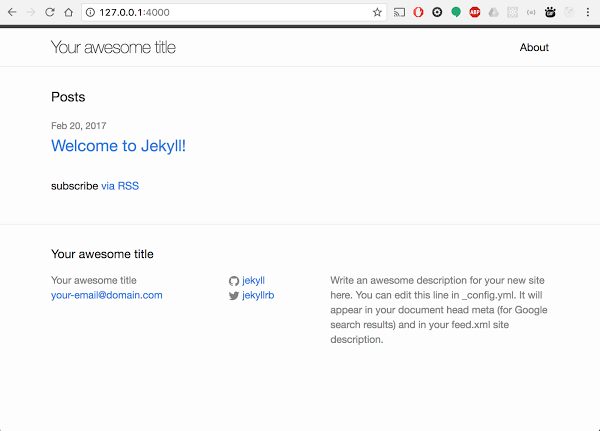 127.0.0.1:4000
ABP
Your awesome title
About
Posts
Feb 20, 2017
Welcome to Jekyll!
subscribe via RSS
Your awesome title
Your awesome title
your-email@domain.com
jekyll
jekyllrb
Write an awesome description for your new site
here. You can edit this line in _config.yml. It will
appear in your document head meta (for Google
search results) and in your feed.xml site
description.